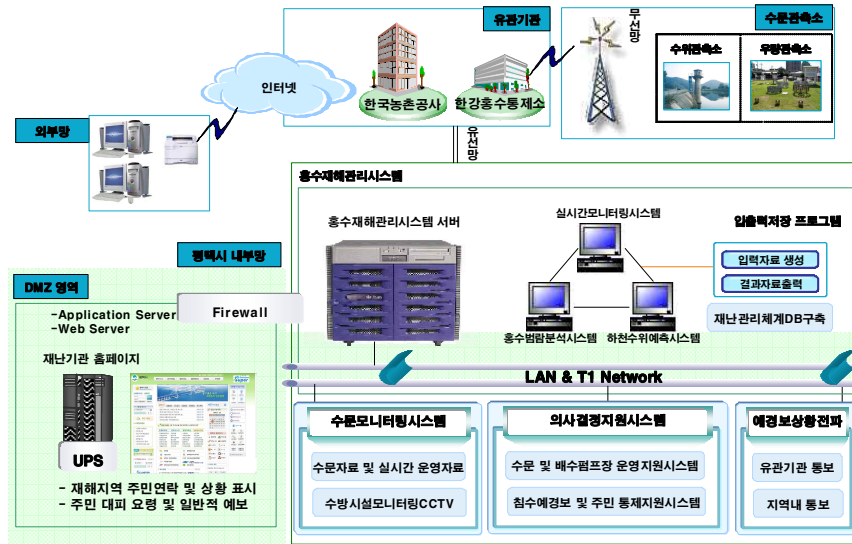 유관기관
무선망
수문관측소
수위관측소
우량관측소
인터넷
한국농촌공사
한강홍수통제소
외부망
유선망
홍수재해관리시스템
홍수재해관리시스템 서버
실시간모니터링시스템
입출력저장 프로그램
입력자료 생성
결과자료출력
홍수범람분석시스템
하천수위예측시스템
재난관리체계DB구축
평택시 내부망
DMZ 영역
-Application Server
-Web Server
Firewall
재난기관 홈페이지
UPS
- 재해지역 주민연락 및 상황 표시
- 주민 대피 요령 및 일반적 예보
LAN & T1 Network
수문모니터링시스템
수문자료 및 실시간 운영자료
수방시설모니터링CCTV
의사결정지원시스템
수문 및 배수펌프장 운영지원시스템
침수예경보 및 주민 통제지원시스템
예경보상황전파
유관기관 통보
지역내 통보